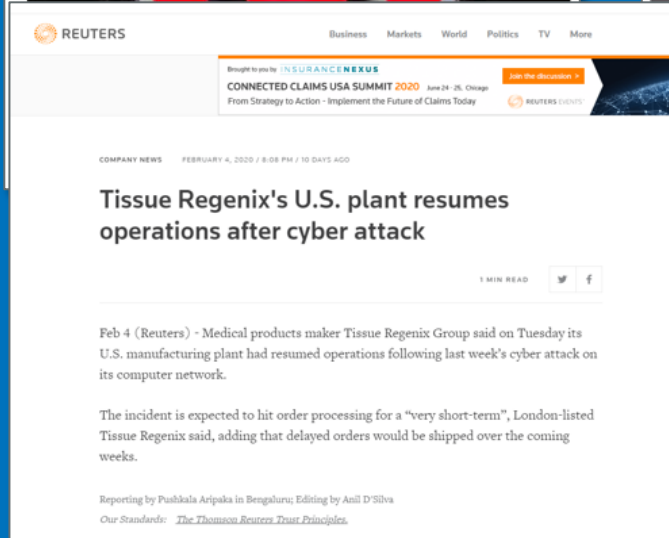 REUTERS
Business Markets World Politics TV More
Brought to you by INSURANCENEXUS
CONNECTED CLAIMS USA SUMMIT 2020 June 24 - 25, Chicago
From Strategy to Action - Implement the Future of Claims Today
Join the discussion >
REUTERS EVENTS
COMPANY NEWS FEBRUARY 4, 2020 / 8:08 PM / 10 DAYS AGO
Tissue Regenix's U.S. plant resumes
operations after cyber attack
1 MIN READ
Feb 4 (Reuters) - Medical products maker Tissue Regenix Group said on Tuesday its
U.S. manufacturing plant had resumed operations following last week's cyber attack on
its computer network.
The incident is expected to hit order processing for a “very short-term”, London-listed
Tissue Regenix said, adding that delayed orders would be shipped over the coming
weeks.
Reporting by Pushkala Aripaka in Bengaluru; Editing by Anil D'Silva
Our Standards: The Thomson Reuters Trust Principles.